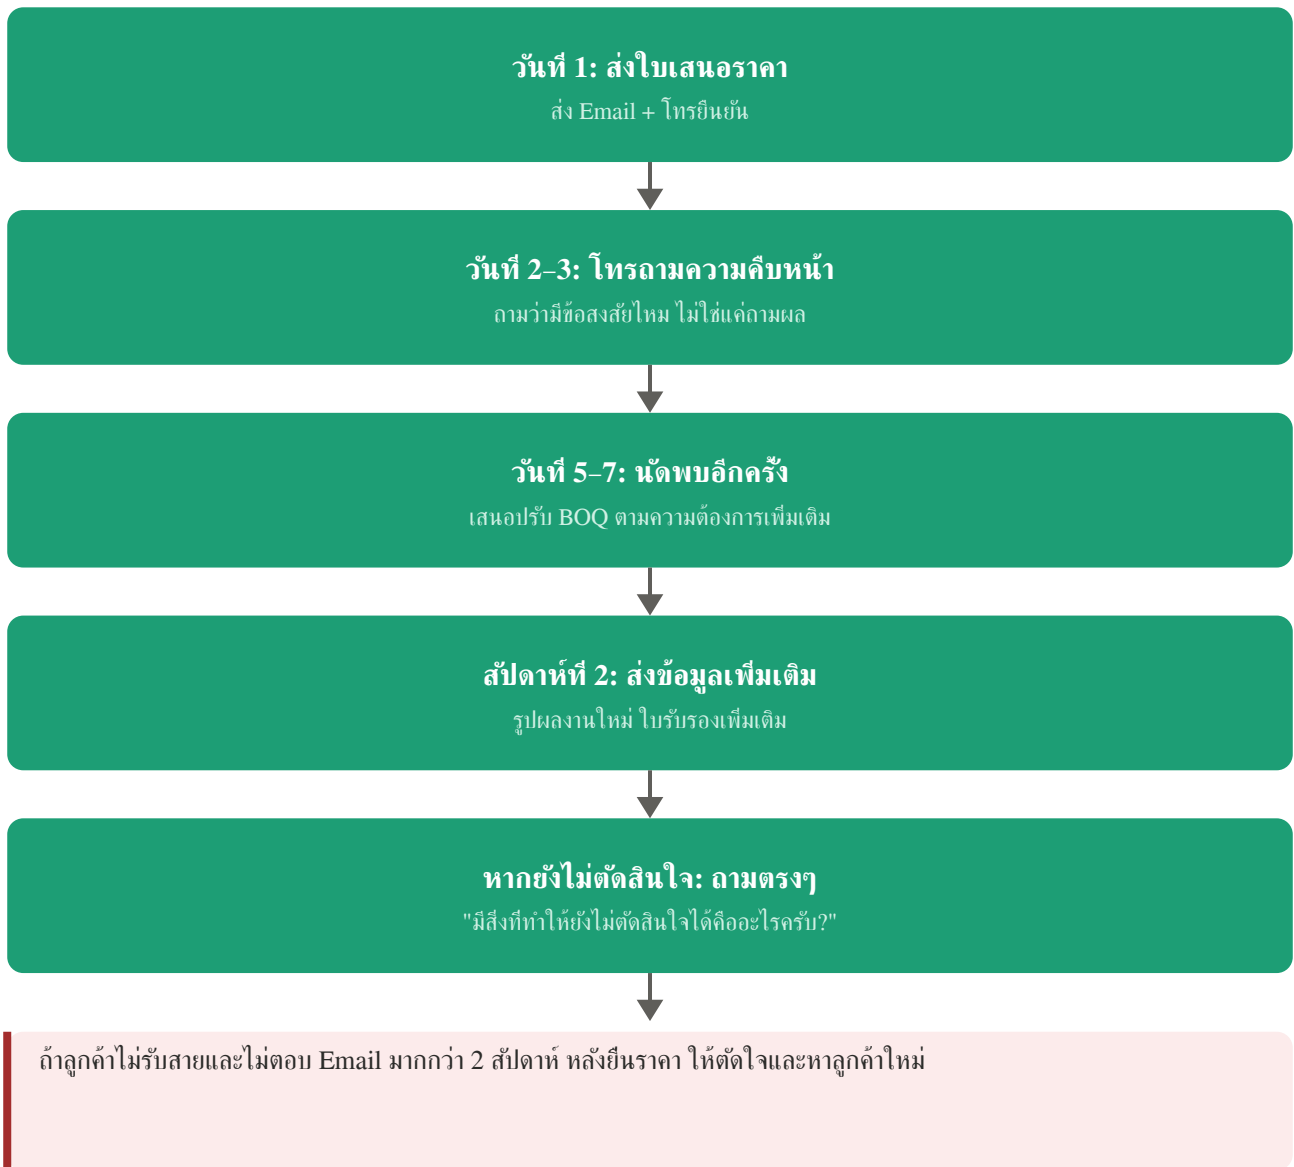 วันที่ 1: ส่งใบเสนอราคา
ส่ง Email + โทรยืนยัน
วันที่ 2–3: โทรถามความคืบหน้า
ถามว่ามีข้อสงสัยไหม ไม่ใช่แค่ถามผล
วันที่ 5–7: นัดพบอีกครั้ง
เสนอปรับ BOQ ตามความต้องการเพิ่มเติม
สัปดาห์ที่ 2: ส่งข้อมูลเพิ่มเติม
รูปผลงานใหม่ ใบรับรองเพิ่มเติม
หากยังไม่ตัดสินใจ: ถามตรงๆ
"มีสิ่งที่ทำให้ยังไม่ตัดสินใจได้คืออะไรครับ?"
ถ้าลูกค้าไม่รับสายและไม่ตอบ Email มากกว่า 2 สัปดาห์ หลังยื่นราคา ให้ตัดใจและหาลูกค้าใหม่